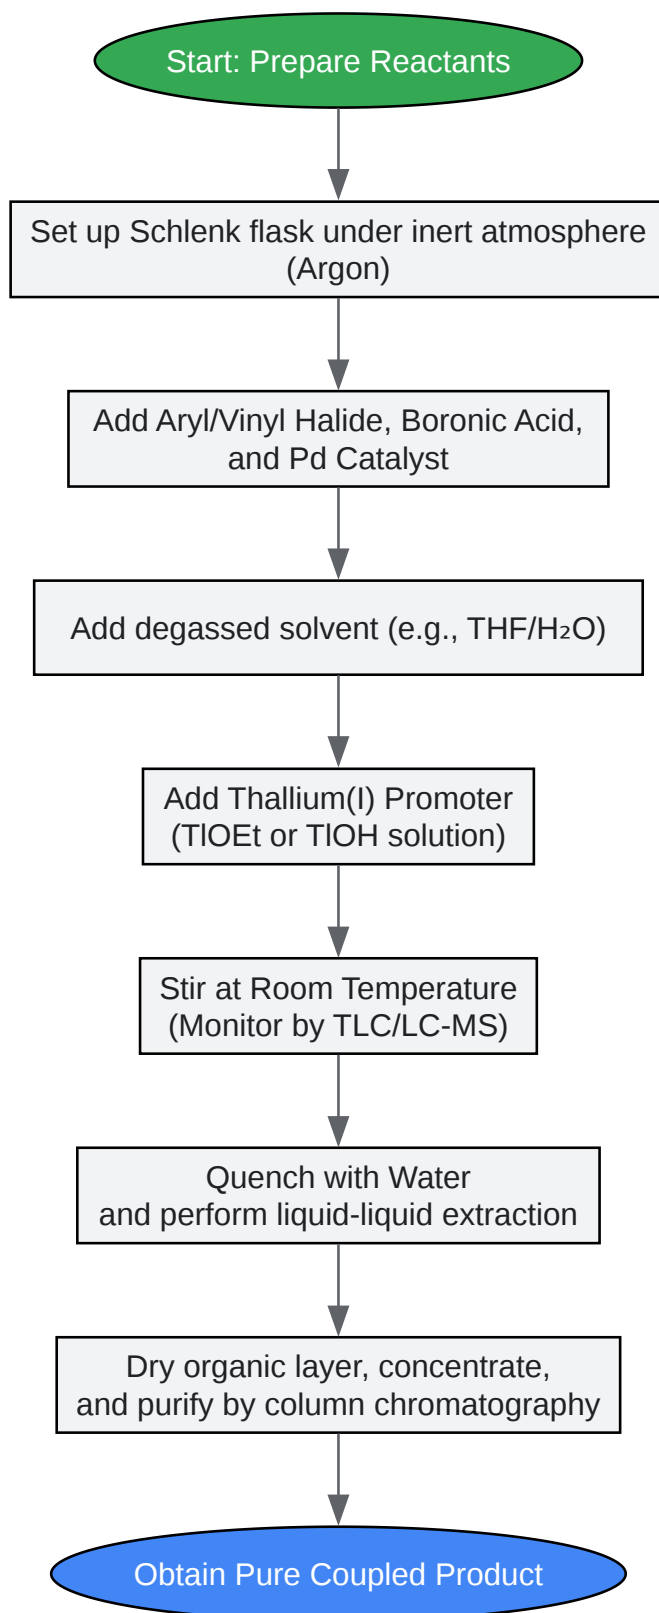 Start: Prepare Reactants
Set up Schlenk flask under inert atmosphere
(Argon)
Add Aryl/Vinyl Halide, Boronic Acid,
and Pd Catalyst
Add degassed solvent (e.g., THF/H₂O)
Add Thallium(I) Promoter
(TlOEt or TlOH solution)
Stir at Room Temperature
(Monitor by TLC/LC-MS)
Quench with Water
and perform liquid-liquid extraction
Dry organic layer, concentrate,
and purify by column chromatography
Obtain Pure Coupled Product